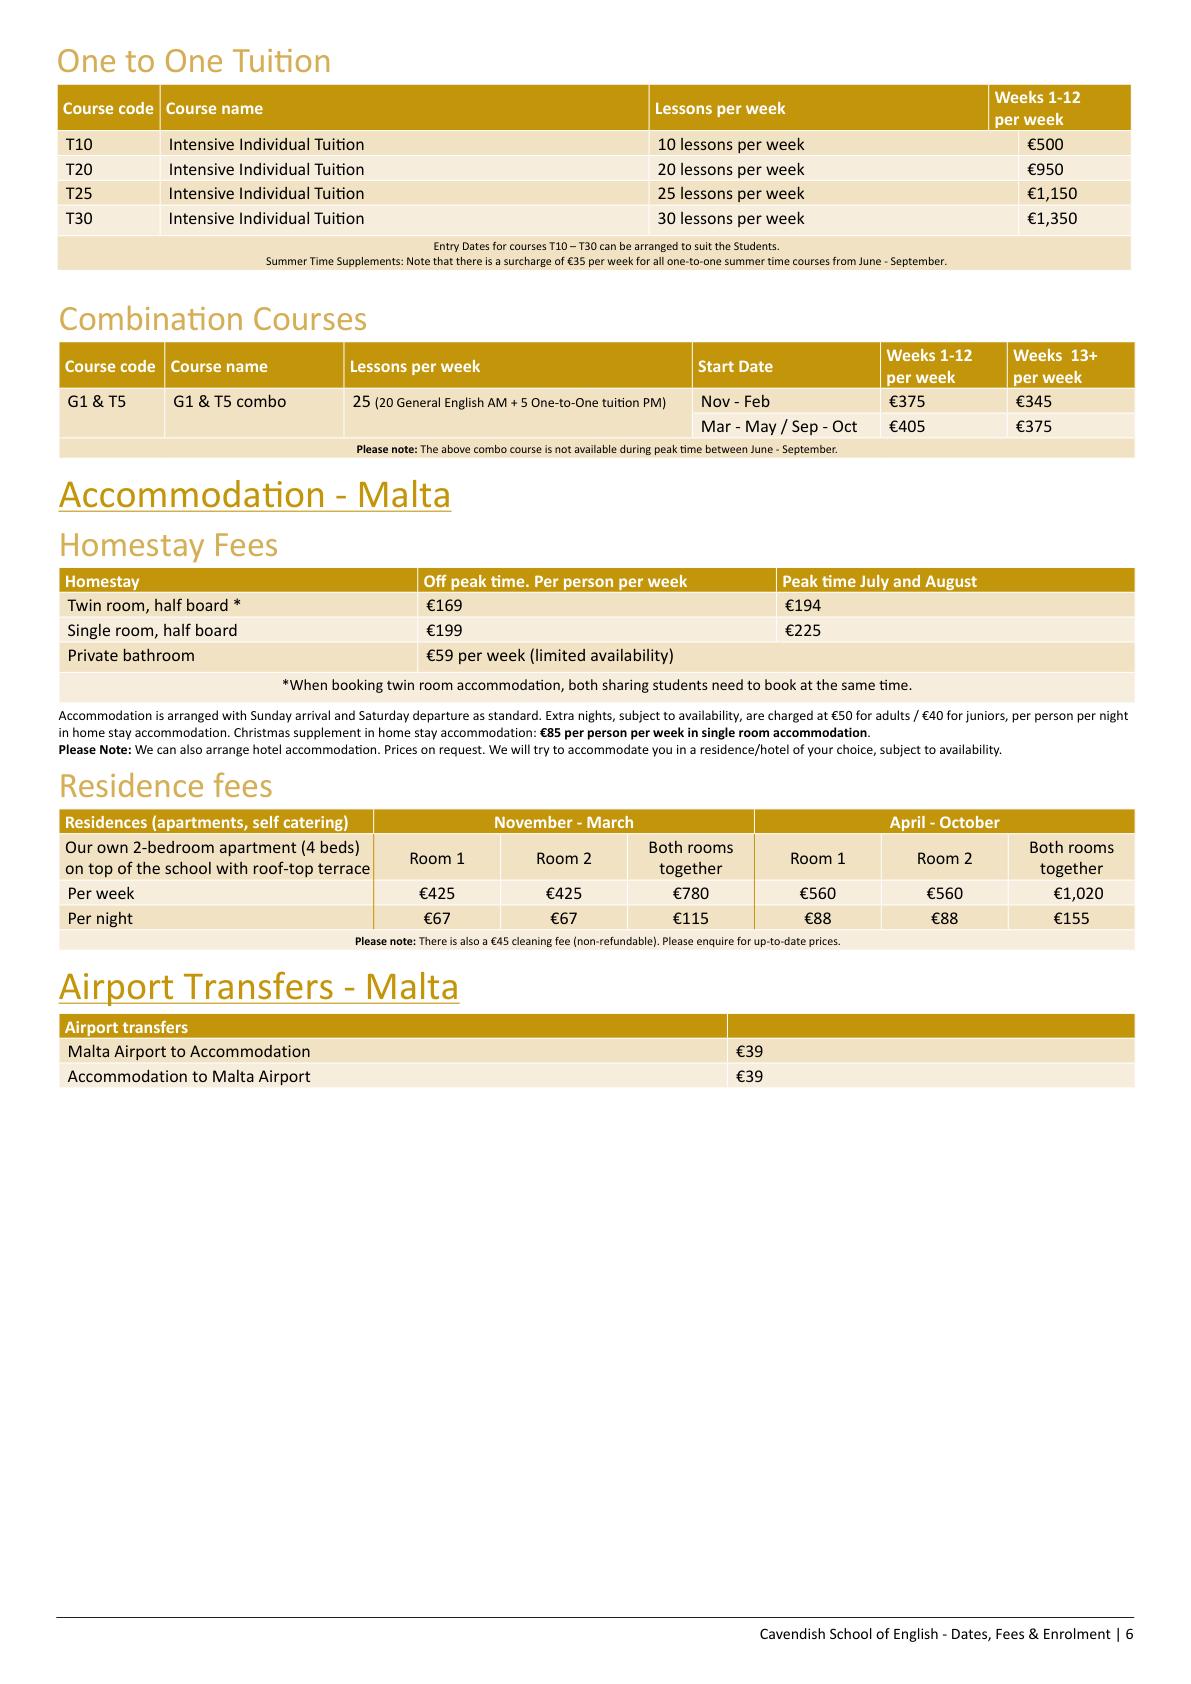 One to One Tuition
Course code Course name Lessons per week Weeks 1-12 per week
T10 Intensive Individual Tuition 10 lessons per week €500
T20 Intensive Individual Tuition 20 lessons per week €950
T25 Intensive Individual Tuition 25 lessons per week €1,150
T30 Intensive Individual Tuition 30 lessons per week €1,350
Entry Dates for courses T10 – T30 can be arranged to suit the Students.
Summer Time Supplements: Note that there is a surcharge of €35 per week for all one-to-one summer time courses from June - September.
Combination Courses
Course code Course name Lessons per week Start Date Weeks 1-12 per week Weeks 13+ per week
G1 & T5 G1 & T5 combo 25 (20 General English AM + 5 One-to-One tuition PM) Nov - Feb €375 €345
Mar - May / Sep - Oct €405 €375
Please note: The above combo course is not available during peak time between June - September.
Accommodation - Malta
Homestay Fees
Homestay Off peak time. Per person per week Peak time July and August
Twin room, half board * €169 €194
Single room, half board €199 €225
Private bathroom €59 per week (limited availability)
*When booking twin room accommodation, both sharing students need to book at the same time.
Accommodation is arranged with Sunday arrival and Saturday departure as standard. Extra nights, subject to availability, are charged at €50 for adults / €40 for juniors, per person per night
in home stay accommodation. Christmas supplement in home stay accommodation: €85 per person per week in single room accommodation.
Please Note: We can also arrange hotel accommodation. Prices on request. We will try to accommodate you in a residence/hotel of your choice, subject to availability.
Residence fees
Residences (apartments, self catering) November - March April - October
Our own 2-bedroom apartment (4 beds) on top of the school with roof-top terrace Room 1 Room 2 Both rooms together Room 1 Room 2 Both rooms together
Per week €425 €425 €780 €560 €560 €1,020
Per night €67 €67 €115 €88 €88 €155
Please note: There is also a €45 cleaning fee (non-refundable). Please enquire for up-to-date prices.
Airport Transfers - Malta
Airport transfers
Malta Airport to Accommodation €39
Accommodation to Malta Airport €39
Cavendish School of English - Dates, Fees & Enrolment | 6